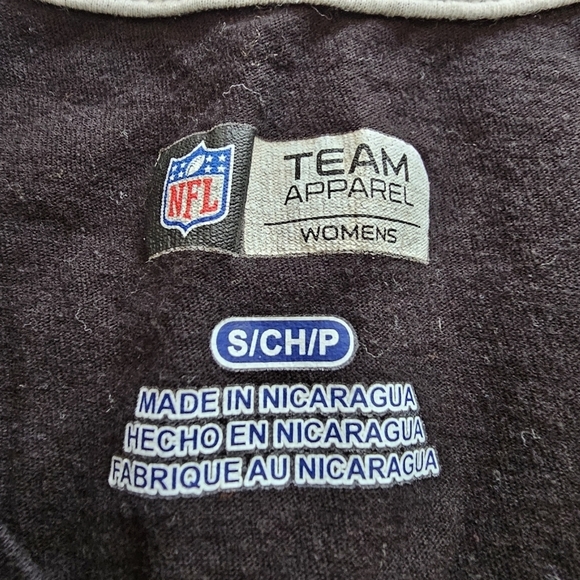 NFL
TEAM
APPAREL
WOMENS
S/CH/P
MADE IN NICARAGUA
HECHO EN NICARAGUA
FABRIQUE AU NICARAGUA